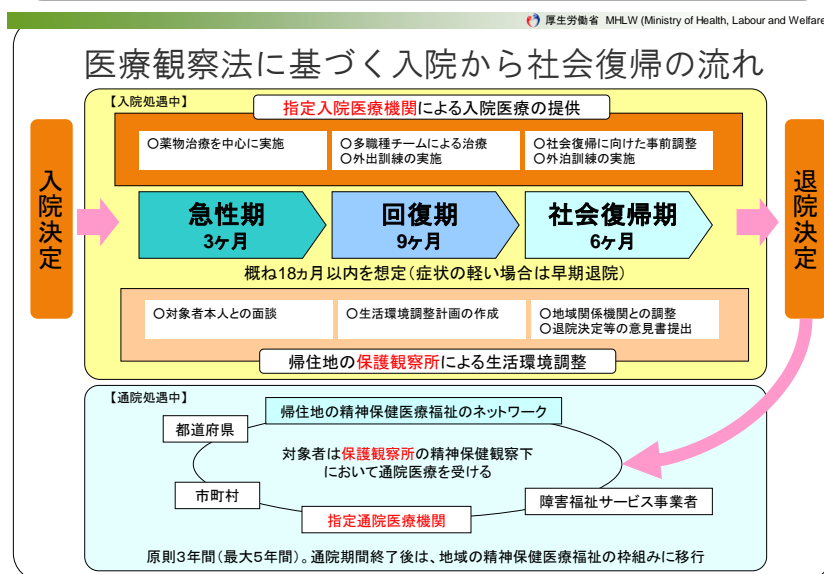 厚生労働省 MHLW (Ministry of Health, Labour and Welfare
医療観察法に基づく入院から社会復帰の流れ
【入院処遇中】
指定入院医療機関による入院医療の提供
○薬物治療を中心に実施
○多職種チームによる治療
○外出訓練の実施
○社会復帰に向けた事前調整
○外泊訓練の実施
入院決定
急性期
3ヶ月
回復期
9ヶ月
社会復帰期
6ヶ月
退院決定
概ね18ヵ月以内を想定(症状の軽い場合は早期退院)
○対象者本人との面談
○生活環境調整計画の作成
○地域関係機関との調整
○退院決定等の意見書提出
帰住地の保護観察所による生活環境調整
【通院処遇中】
帰住地の精神保健医療福祉のネットワーク
都道府県
対象者は保護観察所の精神保健観察下
において通院医療を受ける
市町村
障害福祉サービス事業者
指定通院医療機関
原則3年間(最大5年間)。通院期間終了後は、地域の精神保健医療福祉の枠組みに移行